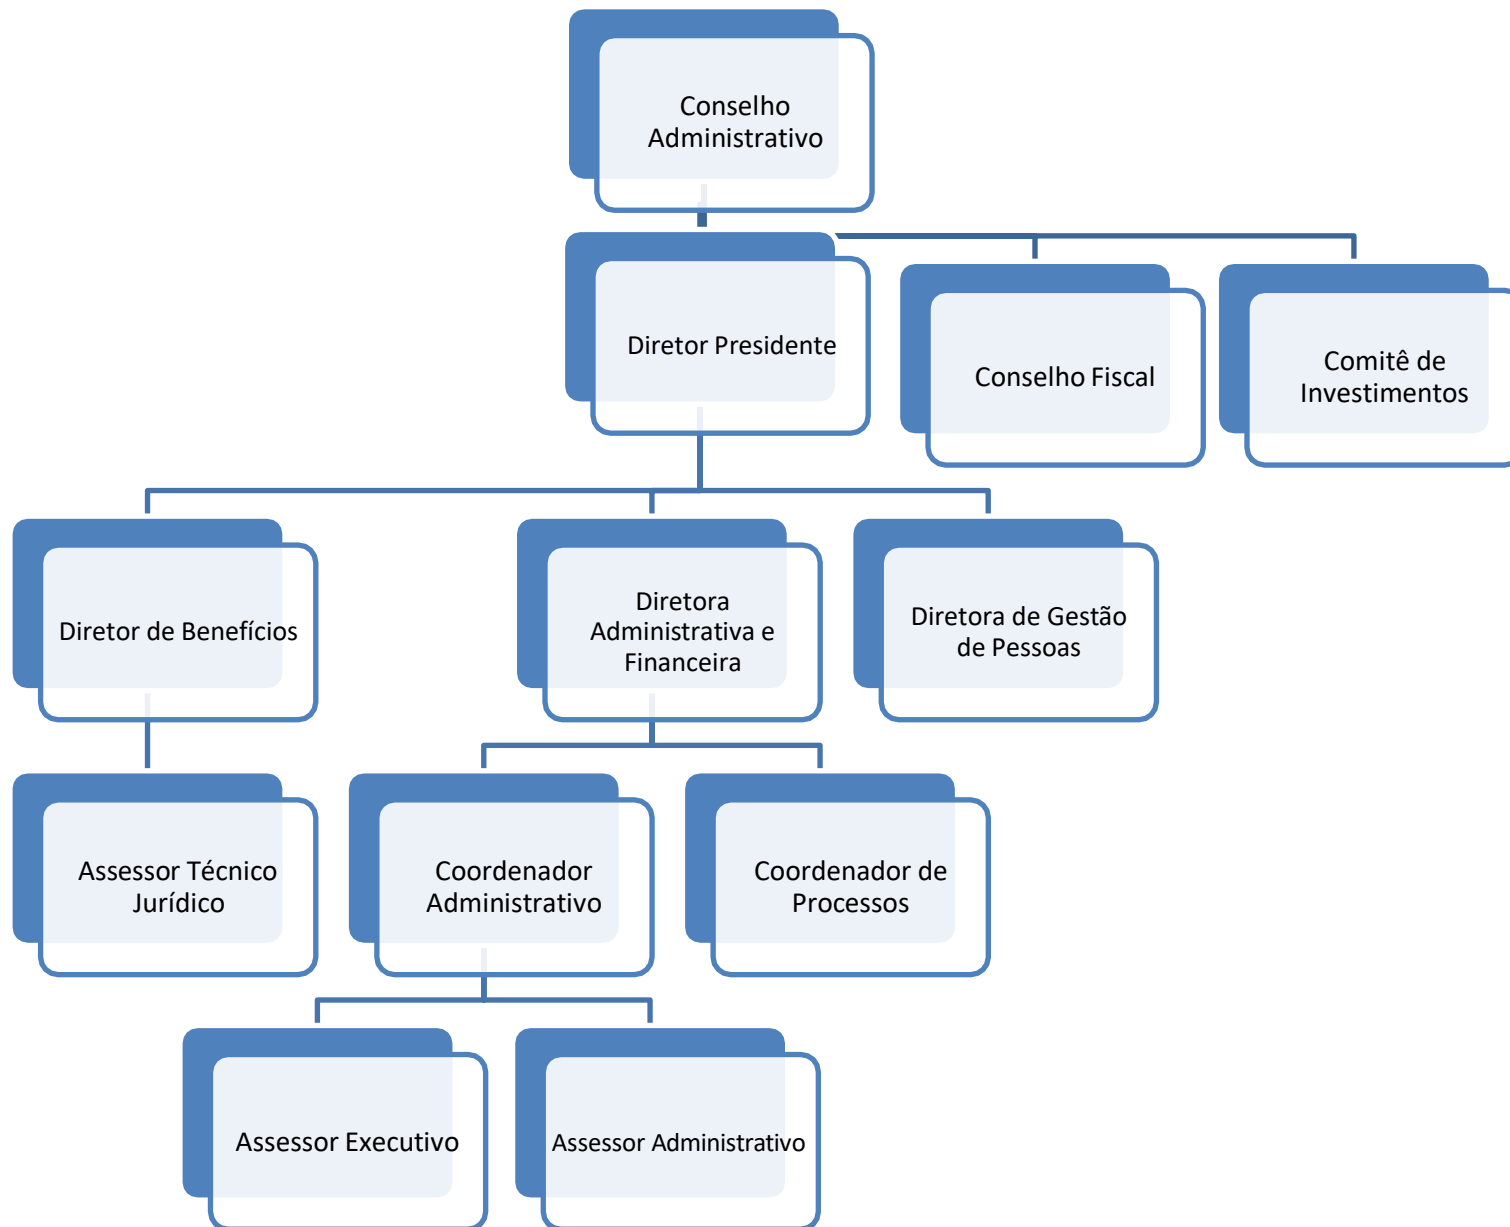 Conselho
Administrativo
Diretor Presidente
Conselho Fiscal
Comitê de
Investimentos
Diretor de Benefícios
Diretora
Administrativa e
Financeira
Diretora de Gestão
de Pessoas
Assessor Técnico
Jurídico
Coordenador
Administrativo
Coordenador de
Processos
Assessor Executivo
Assessor Administrativo